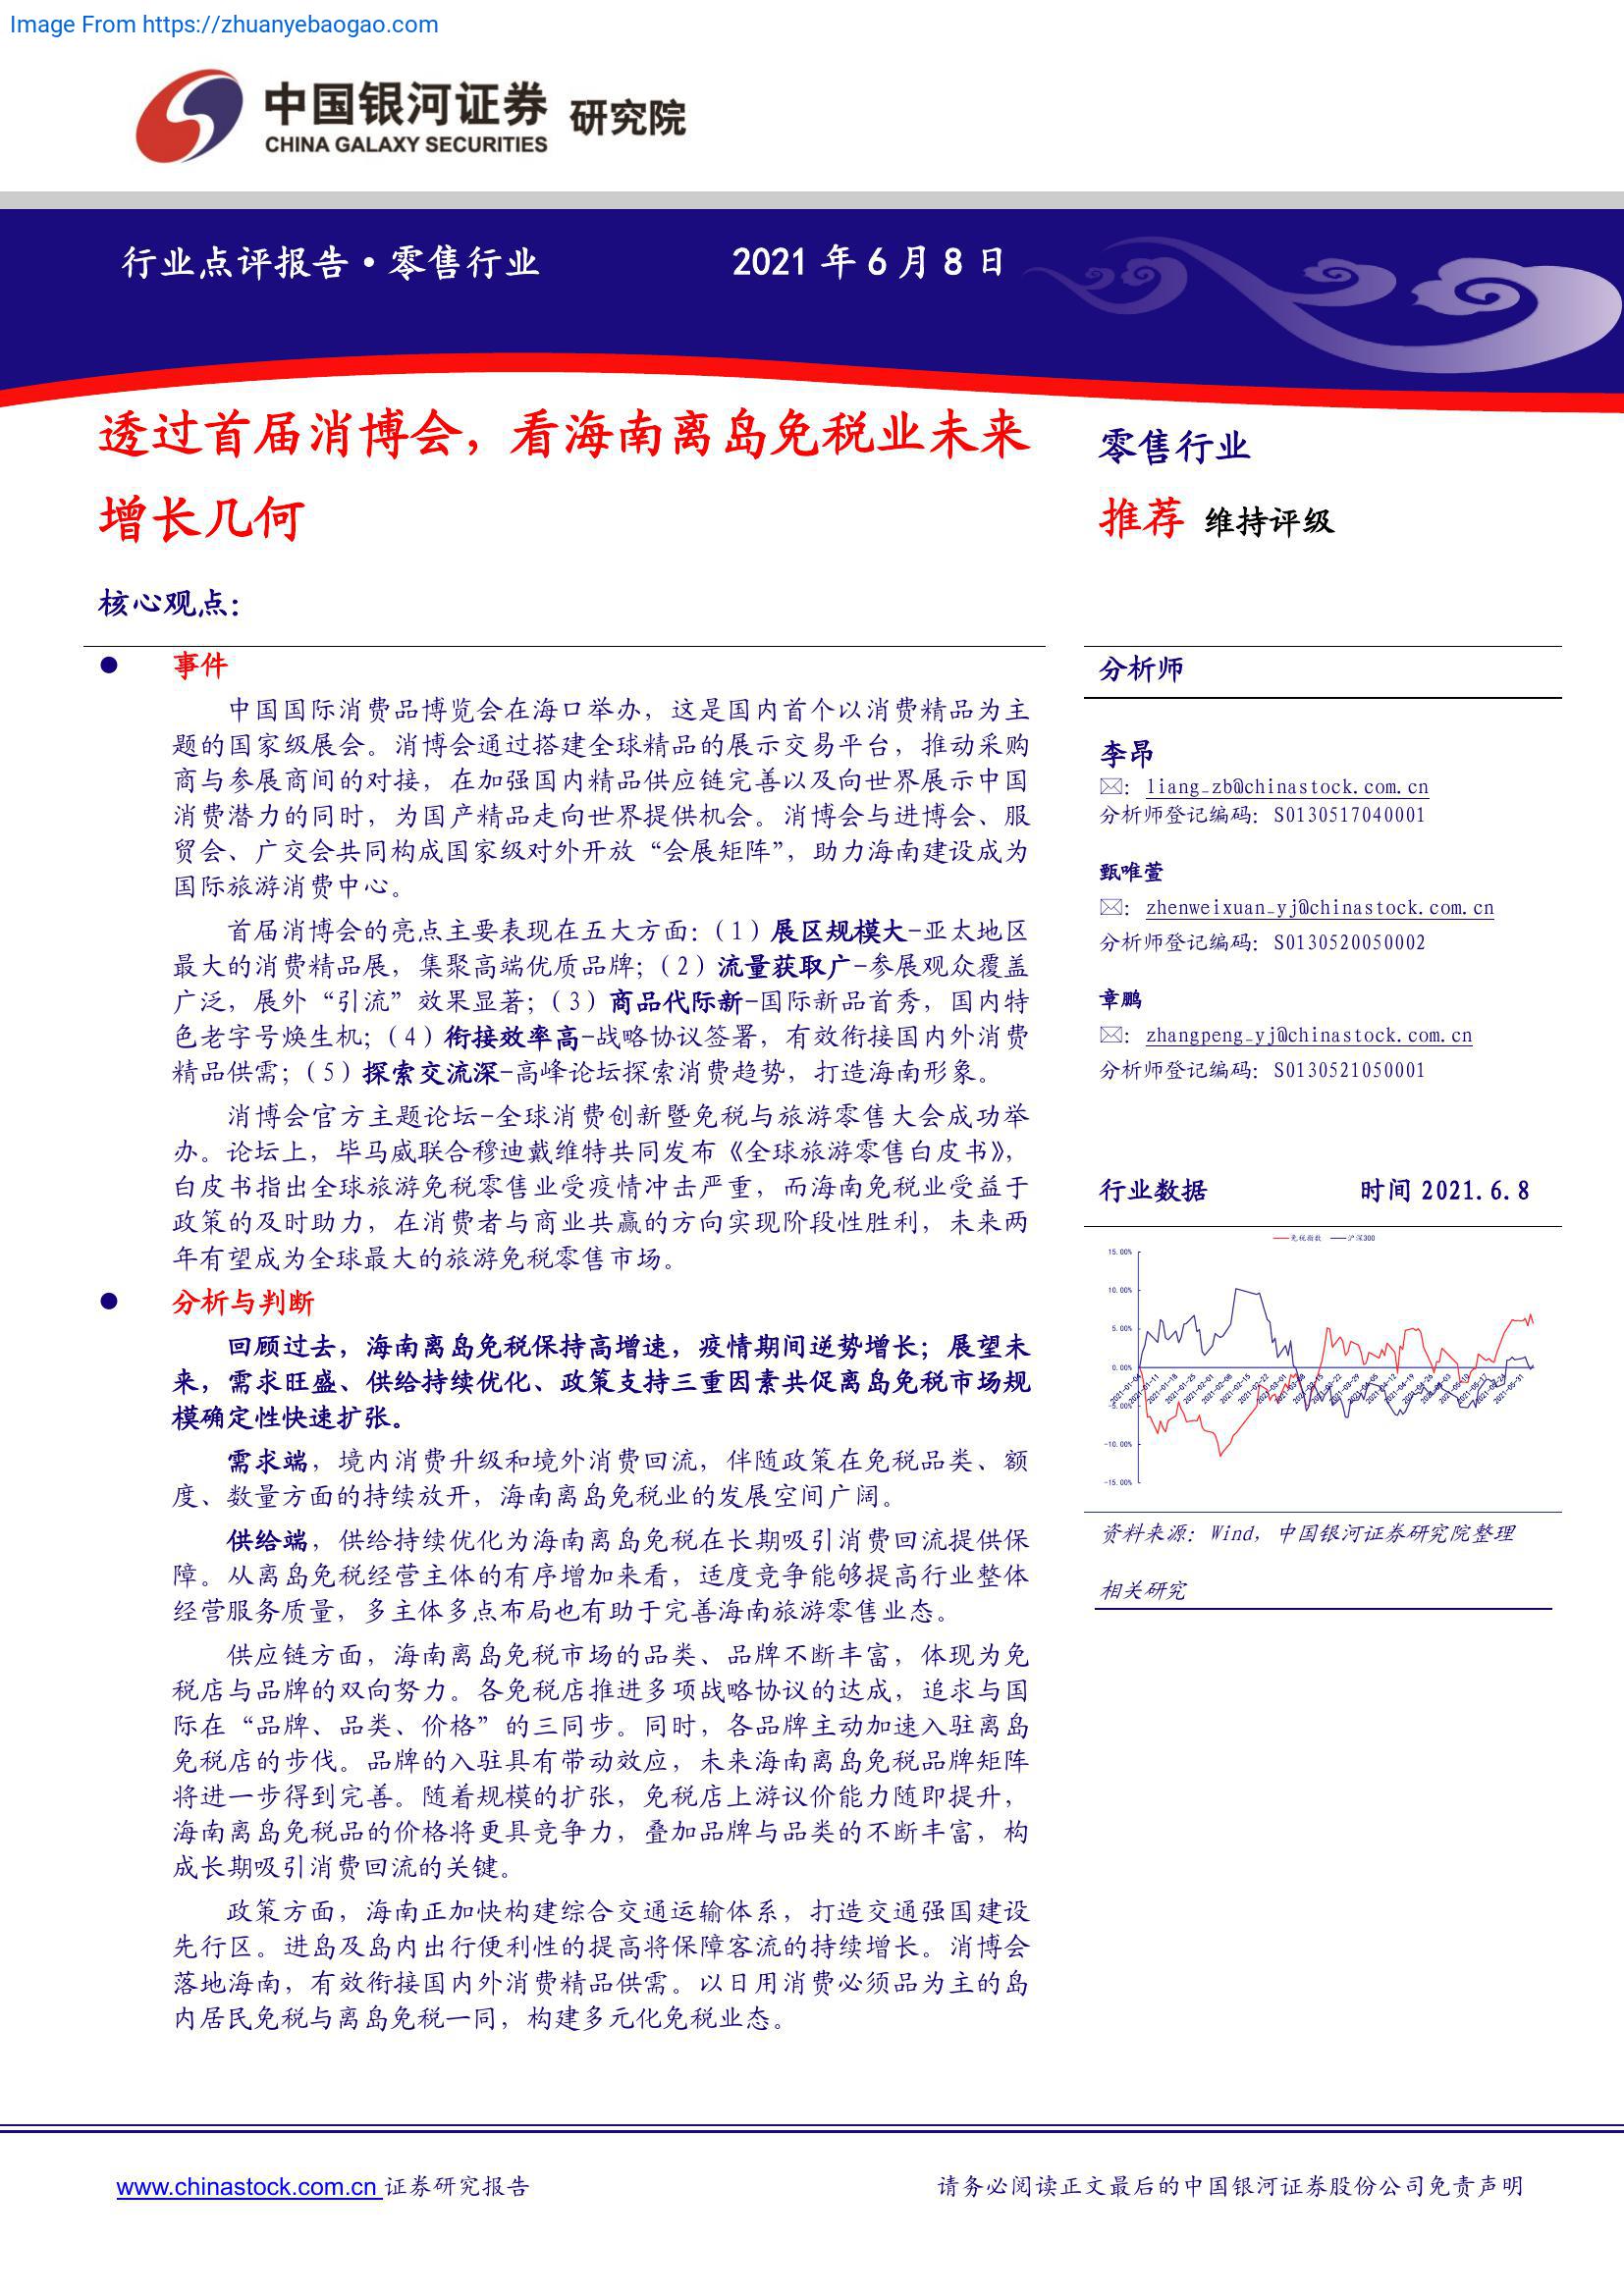 Image From https://zhuanyebaogao.com
中国银河证券 研究院
CHINA GALAXY SECURITIES
行业点评报告·零售行业 2021 年 6 月 8 日
透过首届消博会，看海南离岛免税业未来
增长几何
核心观点：
● 事件
中国国际消费品博览会在海口举办，这是国内首个以消费精品为主
题的国家级展会。消博会通过搭建全球精品的展示交易平台，推动采购
商与参展商间的对接，在加强国内精品供应链完善以及向世界展示中国
消费潜力的同时，为国产精品走向世界提供机会。消博会与进博会、服
贸会、广交会共同构成国家级对外开放“会展矩阵”，助力海南建设成为
国际旅游消费中心。
首届消博会的亮点主要表现在五大方面：（1）展区规模大-亚太地区
最大的消费精品展，集聚高端优质品牌；（2）流量获取广-参展观众覆盖
广泛，展外“引流”效果显著；（3）商品代际新-国际新品首秀，国内特
色老字号焕生机；（4）衔接效率高-战略协议签署，有效衔接国内外消费
精品供需；（5）探索交流深-高峰论坛探索消费趋势，打造海南形象。
消博会官方主题论坛-全球消费创新暨免税与旅游零售大会成功举
办。论坛上，毕马威联合穆迪戴维特共同发布《全球旅游零售白皮书》，
白皮书指出全球旅游免税零售业受疫情冲击严重，而海南免税业受益于
政策的及时助力，在消费者与商业共赢的方向实现阶段性胜利，未来两
年有望成为全球最大的旅游免税零售市场。
● 分析与判断
回顾过去，海南离岛免税保持高增速，疫情期间逆势增长；展望未
来，需求旺盛、供给持续优化、政策支持三重因素共促离岛免税市场规
模确定性快速扩张。
需求端，境内消费升级和境外消费回流，伴随政策在免税品类、额
度、数量方面的持续放开，海南离岛免税业的发展空间广阔。
供给端，供给持续优化为海南离岛免税在长期吸引消费回流提供保
障。从离岛免税经营主体的有序增加来看，适度竞争能够提高行业整体
经营服务质量，多主体多点布局也有助于完善海南旅游零售业态。
供应链方面，海南离岛免税市场的品类、品牌不断丰富，体现为免
税店与品牌的双向努力。各免税店推进多项战略协议的达成，追求与国
际在“品牌、品类、价格”的三同步。同时，各品牌主动加速入驻离岛
免税店的步伐。品牌的入驻具有带动效应，未来海南离岛免税品牌矩阵
将进一步得到完善。随着规模的扩张，免税店上游议价能力随即提升，
海南离岛免税品的价格将更具竞争力，叠加品牌与品类的不断丰富，构
成长期吸引消费回流的关键。
政策方面，海南正加快构建综合交通运输体系，打造交通强国建设
先行区。进岛及岛内出行便利性的提高将保障客流的持续增长。消博会
落地海南，有效衔接国内外消费精品供需。以日用消费必须品为主的岛
内居民免税与离岛免税一同，构建多元化免税业态。
零售行业
推荐 维持评级
分析师
李昂
：liang_zb@chinastock.com.cn
分析师登记编码：S0130517040001
甄唯萱
：zhenweixuan_yj@chinastock.com.cn
分析师登记编码：S0130520050002
章鹏
：zhangpeng_yj@chinastock.com.cn
分析师登记编码：S0130521050001
行业数据 时间 2021.6.8
免税指数 沪深300
15.00%
10.00%
5.00%
0.00%
-5.00%
-10.00%
-15.00%
资料来源：Wind，中国银河证券研究院整理
相关研究
www.chinastock.com.cn 证券研究报告 请务必阅读正文最后的中国银河证券股份公司免责声明